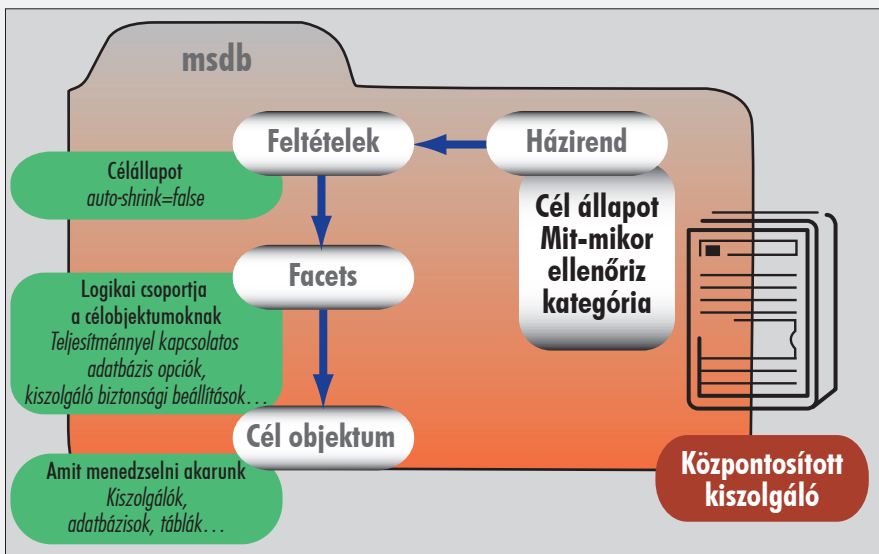 msdb
Feltételek
Házirend
Célállapot
auto-shrink=false
Cél állapot
Mit-mikor
ellenőriz
kategória
Facets
Logikai csoportja
a célobjektumoknak
Teljesítménnyel kapcsolatos
adatbázis opciók,
kiszolgáló biztonsági beállítások...
Cél objektum
Amit menedzselni akarunk
Kiszolgálók,
adatbázisok, táblák...
Központosított
kiszolgáló